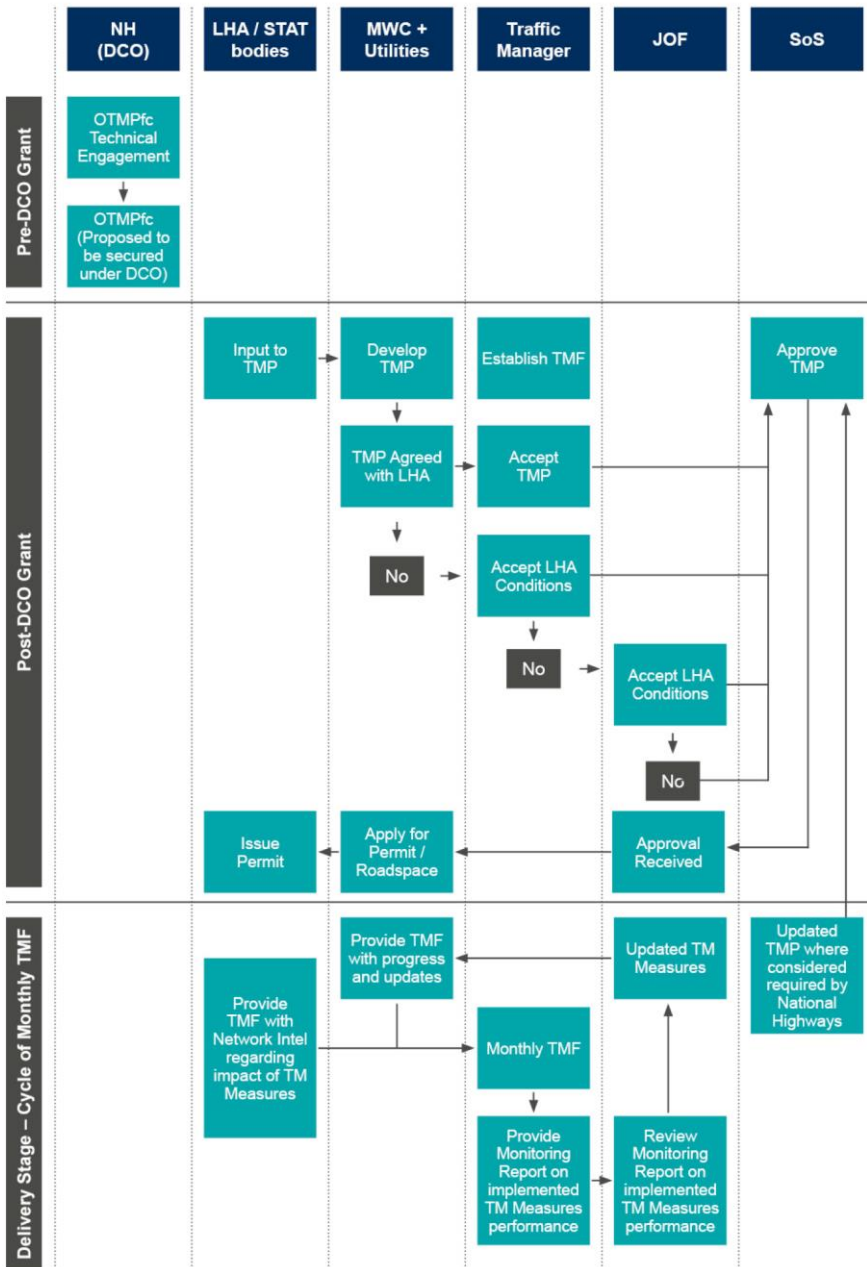 NH
(DCO)
LHA / STAT
bodies
MWC +
Utilities
Traffic
Manager
JOF
SoS
Pre-DCO Grant
OTMPfc
Technical
Engagement
OTMPfc
(Proposed to
be secured
under DCO)
Post-DCO Grant
Input to
TMP
Develop
TMP
Establish TMF
Approve
TMP
TMP Agreed
with LHA
Accept
TMP
No
Accept LHA
Conditions
No
Accept LHA
Conditions
No
Issue
Permit
Apply for
Permit /
Roadspace
Approval
Received
Delivery Stage – Cycle of Monthly TMF
Provide TMF
with progress
and updates
Updated TM
Measures
Updated
TMP where
considered
required by
National
Highways
Provide
TMF with
Network Intel
regarding
impact of TM
Measures
Monthly TMF
Provide
Monitoring
Report on
implemented
TM Measures
performance
Review
Monitoring
Report on
implemented
TM Measures
performance